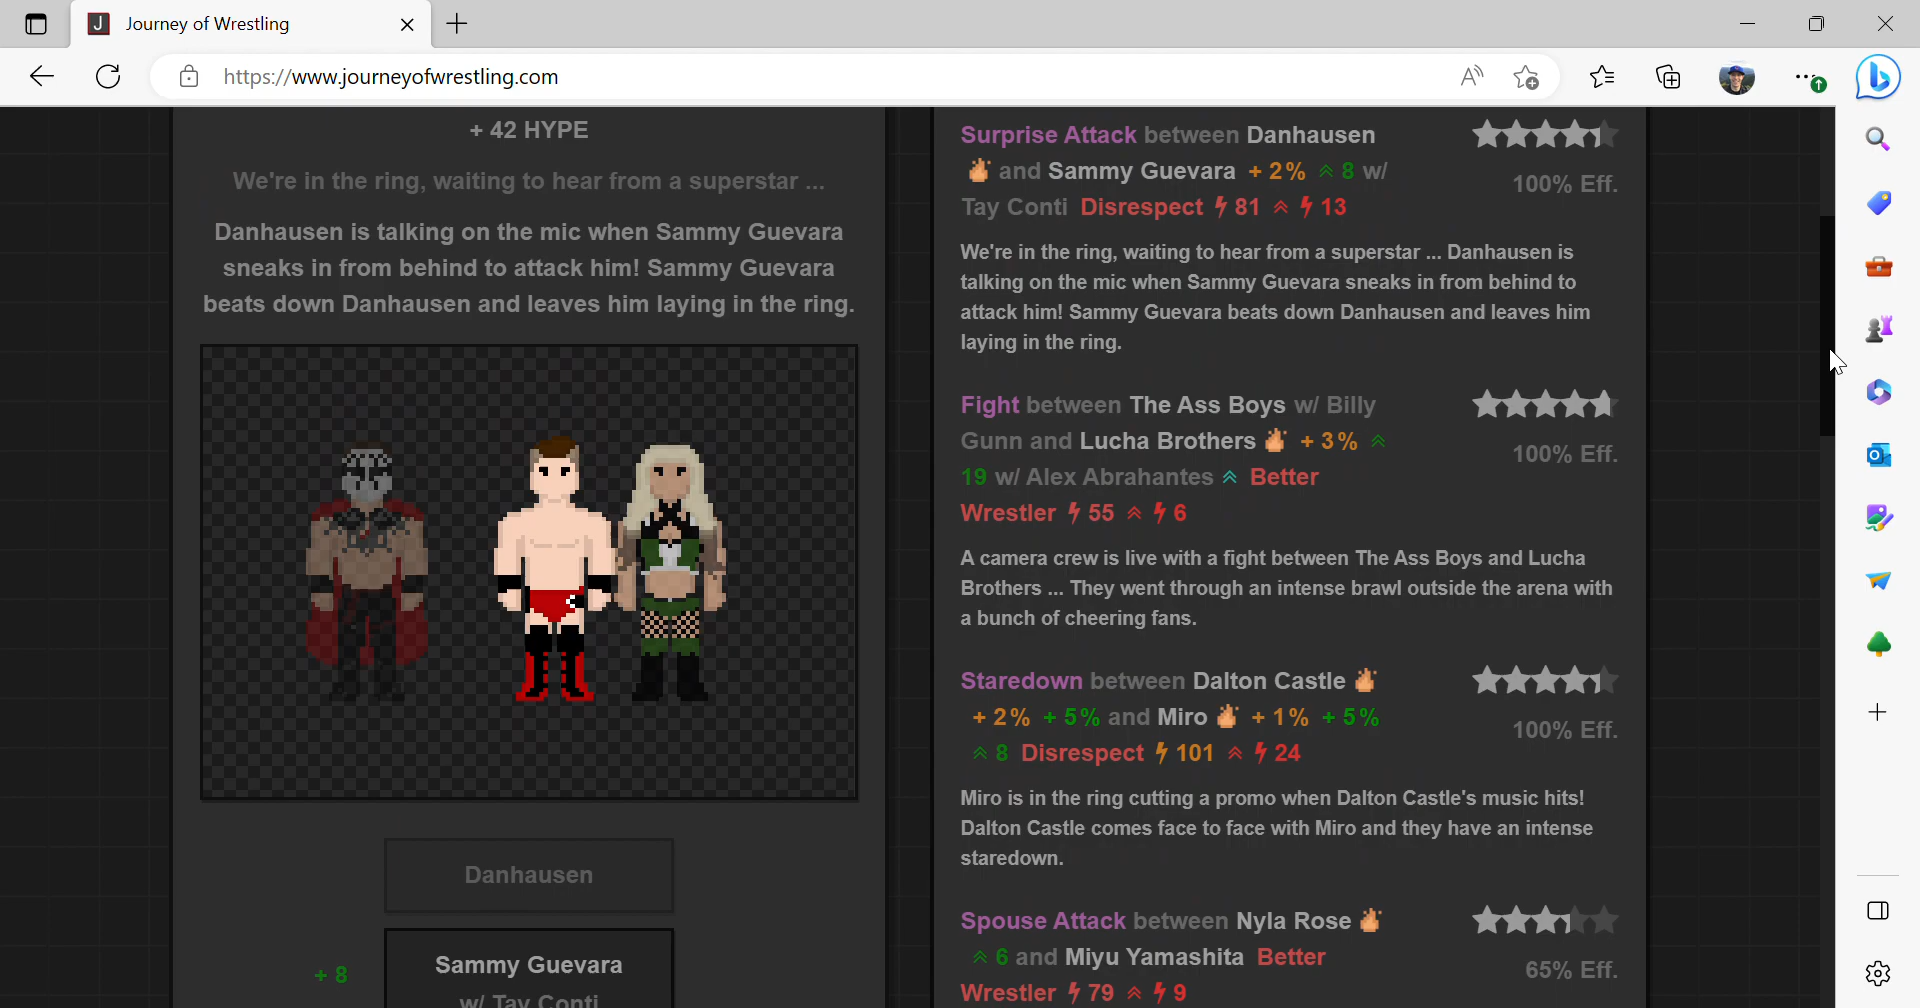 Journey of Wrestling
https://www.journeyofwrestling.com
+ 42 HYPE
We're in the ring, waiting to hear from a superstar ...
Danhausen is talking on the mic when Sammy Guevara
sneaks in from behind to attack him! Sammy Guevara
beats down Danhausen and leaves him laying in the ring.
Danhausen
+ 8
Sammy Guevara
w/ Tay Conti
Surprise Attack between Danhausen
and Sammy Guevara + 2% 8 w/
Tay Conti Disrespect 81 13
100% Eff.
We're in the ring, waiting to hear from a superstar ... Danhausen is
talking on the mic when Sammy Guevara sneaks in from behind to
attack him! Sammy Guevara beats down Danhausen and leaves him
laying in the ring.
Fight between The Ass Boys w/ Billy
Gunn and Lucha Brothers + 3%
19 w/ Alex Abrahantes Better
Wrestler 55 6
100% Eff.
A camera crew is live with a fight between The Ass Boys and Lucha
Brothers ... They went through an intense brawl outside the arena with
a bunch of cheering fans.
Staredown between Dalton Castle
+ 2% + 5% and Miro + 1% + 5%
8 Disrespect 101 24
100% Eff.
Miro is in the ring cutting a promo when Dalton Castle's music hits!
Dalton Castle comes face to face with Miro and they have an intense
staredown.
Spouse Attack between Nyla Rose
6 and Miyu Yamashita Better
Wrestler 79 9
65% Eff.